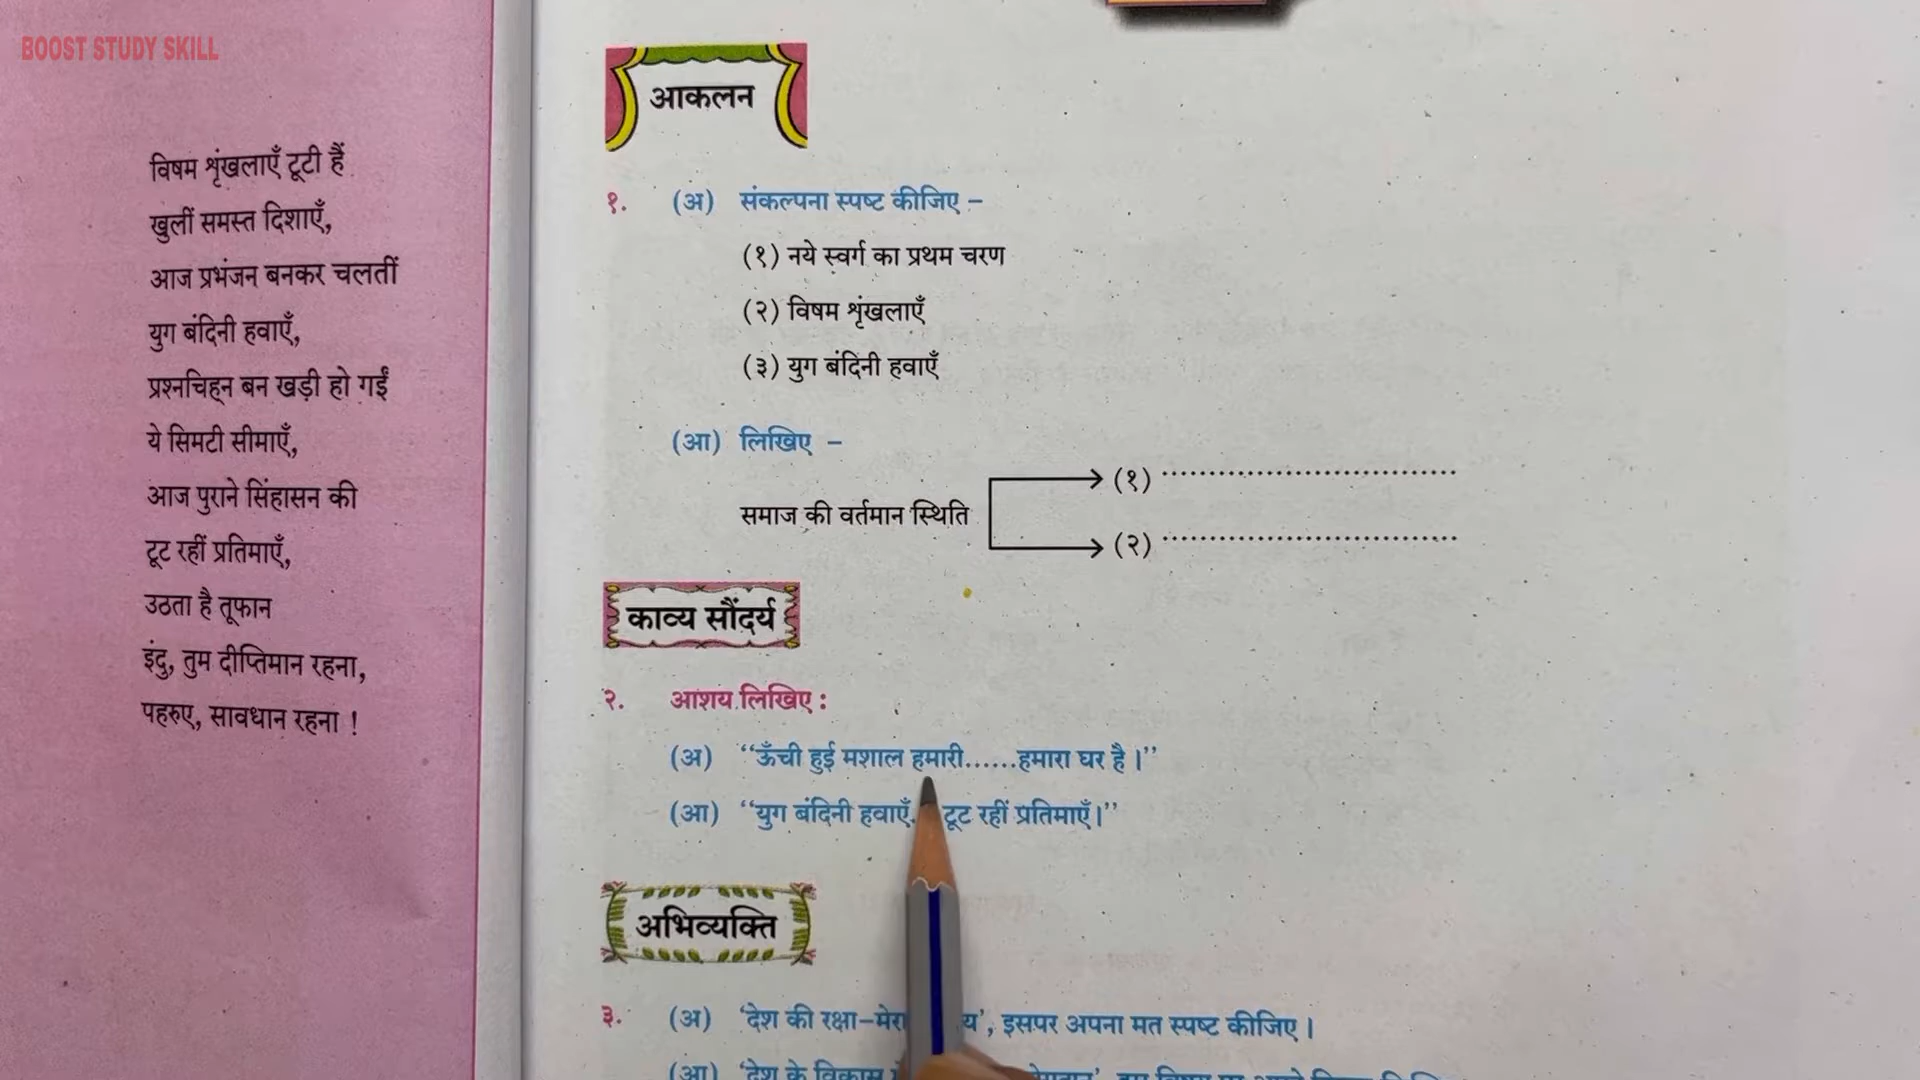 BOOST STUDY SKILL
विषम शृंखलाएँ टूटी हैं
खुलीं समस्त दिशाएँ,
आज प्रभंजन बनकर चलतीं
युग बंदिनी हवाएँ,
प्रश्नचिह्न बन खड़ी हो गईं
ये सिमटी सीमाएँ,
आज पुराने सिंहासन की
टूट रहीं प्रतिमाएँ,
उठता है तूफान
इंदु, तुम दीप्तिमान रहना,
पहरुए, सावधान रहना !
आकलन
१. (अ) संकल्पना स्पष्ट कीजिए –
(१) नये स्वर्ग का प्रथम चरण
(२) विषम शृंखलाएँ
(३) युग बंदिनी हवाएँ
(आ) लिखिए –
समाज की वर्तमान स्थिति
(१) ..............................
(२) ..............................
काव्य सौंदर्य
२. आशय लिखिए :
(अ) ‘‘ऊँची हुई मशाल हमारी......हमारा घर है।’’
(आ) ‘‘युग बंदिनी हवाएँ. टूट रहीं प्रतिमाएँ।’’
अभिव्यक्ति
३. (अ) ‘देश की रक्षा-मेरा इसपर अपना मत स्पष्ट कीजिए।
(आ) ‘देश के विकास